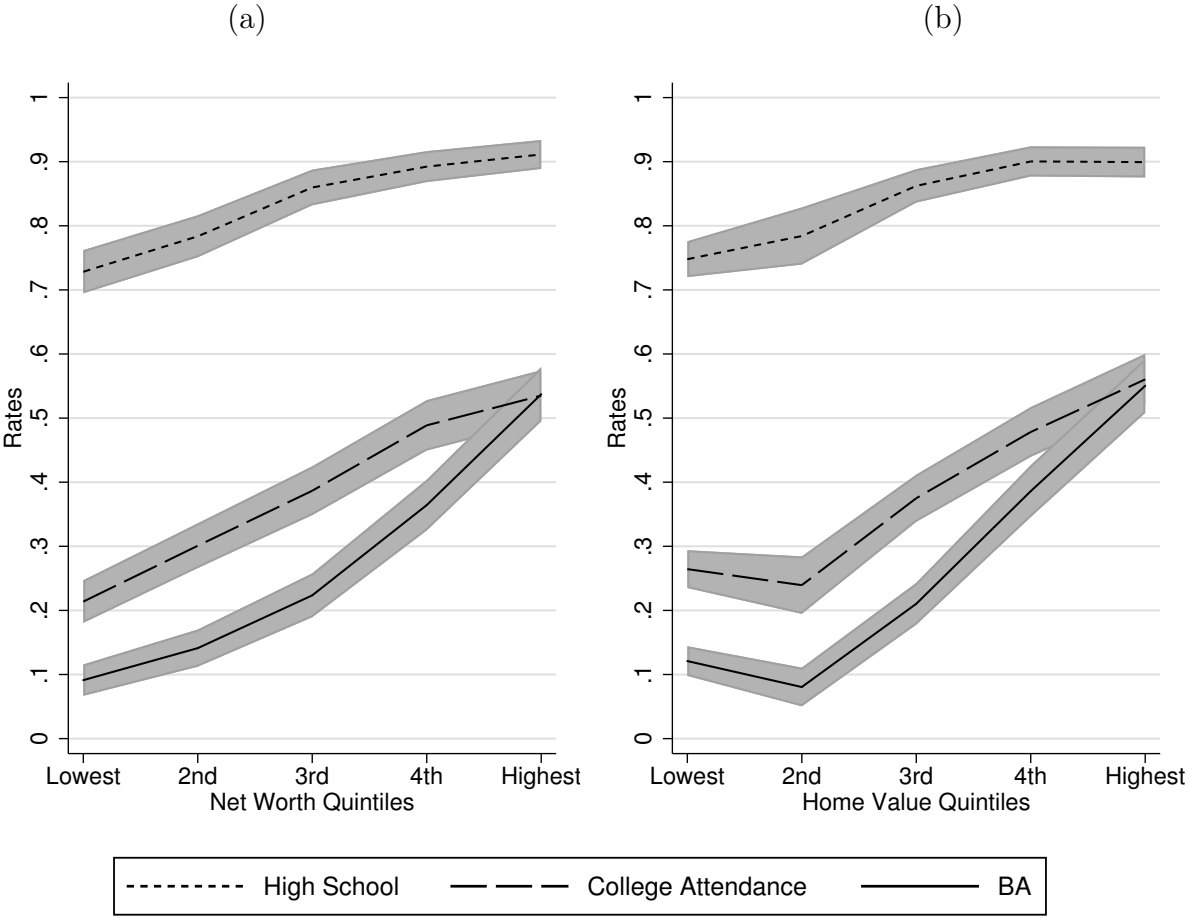 (a)
(b)
Rates
1
.9
.8
.7
.6
.5
.4
.3
.2
.1
0
Lowest 2nd 3rd 4th Highest
Net Worth Quintiles
Rates
1
.9
.8
.7
.6
.5
.4
.3
.2
.1
0
Lowest 2nd 3rd 4th Highest
Home Value Quintiles
High School College Attendance BA